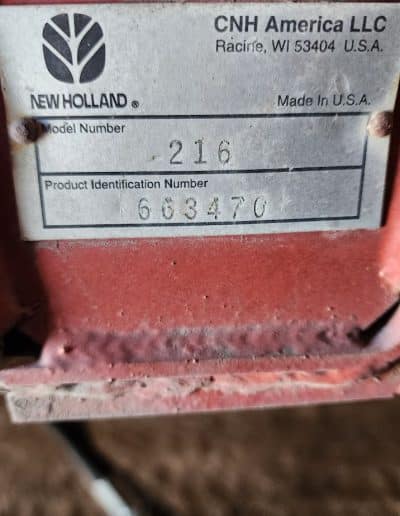 CNH America LLC
Racine, WI 53404 U.S.A.
NEW HOLLAND ®
Made In U.S.A.
Model Number
216
Product Identification Number
663470